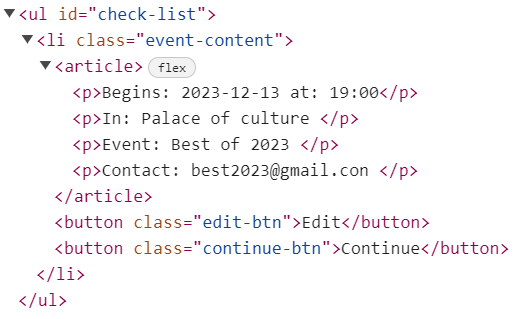 <ul id="check-list">
<li class="event-content">
<article> flex
<p>Begins: 2023-12-13 at: 19:00</p>
<p>In: Palace of culture </p>
<p>Event: Best of 2023 </p>
<p>Contact: best2023@gmail.con </p>
</article>
<button class="edit-btn">Edit</button>
<button class="continue-btn">Continue</button>
</li>
</ul>